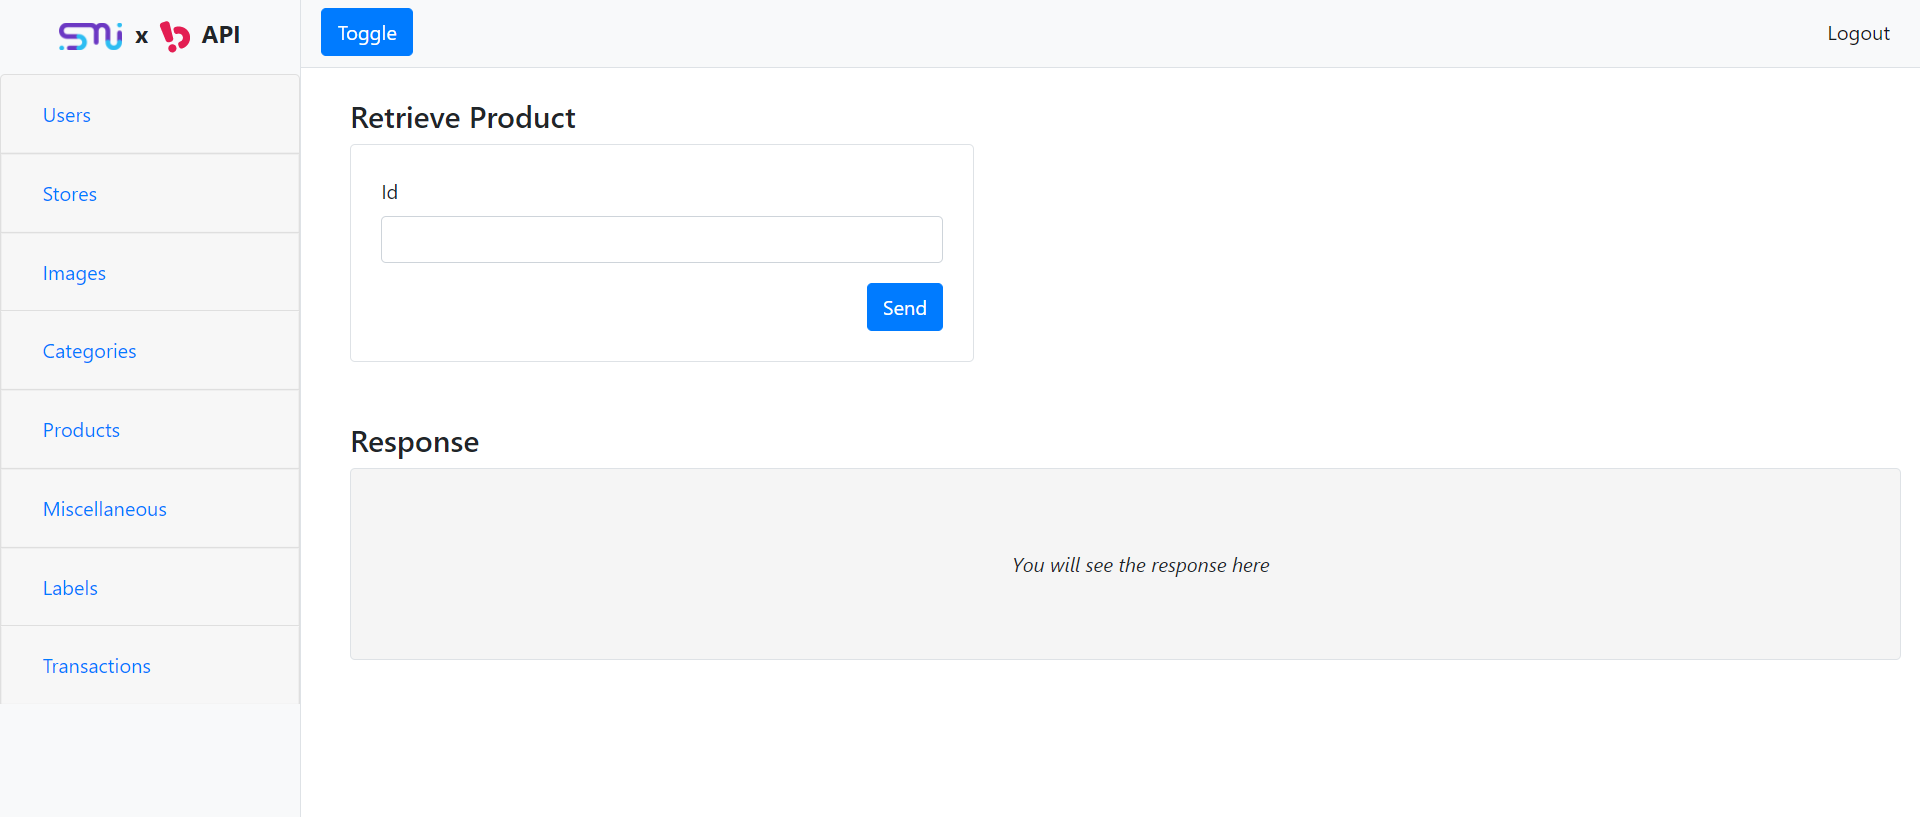 x API
Toggle
Logout
Users
Stores
Images
Categories
Products
Miscellaneous
Labels
Transactions
Retrieve Product
Id
Send
Response
You will see the response here